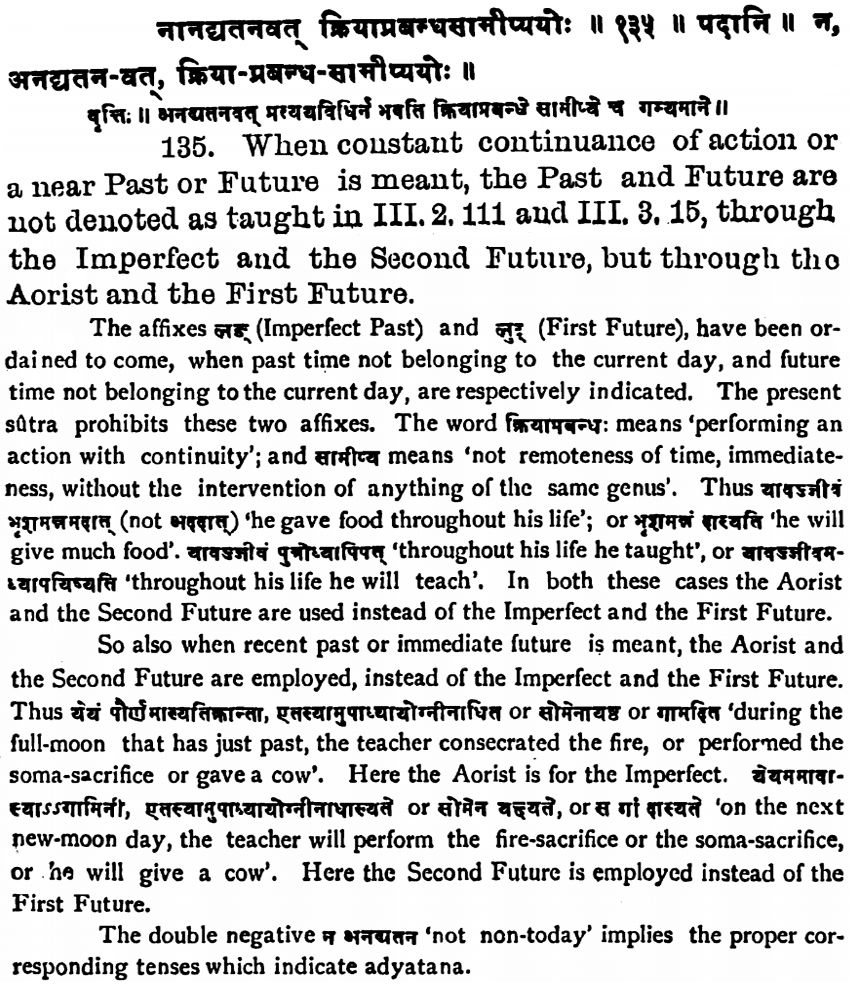 नानद्यतनवत् क्रियाप्रबन्धसामीप्ययोः ॥ १३५ ॥ पदानि ॥ न,
अनद्यतन-वत्, क्रिया-प्रबन्ध-सामीप्ययोः ॥
वृत्तिः ॥ अनद्यतनवत् प्रत्ययविधिर्न भवति क्रियाप्रबन्धे सामीप्ये च गम्यमाने ॥
135. When constant continuance of action or
a near Past or Future is meant, the Past and Future are
not denoted as taught in III. 2. 111 and III. 3. 15, through
the Imperfect and the Second Future, but through the
Aorist and the First Future.
The affixes लङ् (Imperfect Past) and लुट् (First Future), have been or-
dained to come, when past time not belonging to the current day, and future
time not belonging to the current day, are respectively indicated. The present
sûtra prohibits these two affixes. The word क्रियाप्रबन्धः means 'performing an
action with continuity'; and सामीप्य means 'not remoteness of time, immediate-
ness, without the intervention of anything of the same genus'. Thus यावज्जीवं
भृशमन्नमदात् (not अददात्) 'he gave food throughout his life'; or भृशमन्नं दास्यति 'he will
give much food'. यावज्जीवं पुत्रोध्यापिपत् 'throughout his life he taught', or यावज्जीवम-
ध्यापयिष्यति 'throughout his life he will teach'. In both these cases the Aorist
and the Second Future are used instead of the Imperfect and the First Future.
So also when recent past or immediate future is meant, the Aorist and
the Second Future are employed, instead of the Imperfect and the First Future.
Thus येयं पौर्णमास्यतिक्रान्ता, एतस्यामुपाध्यायोग्नीनाधित or सोमेनायष्ट or गामदित 'during the
full-moon that has just past, the teacher consecrated the fire, or performed the
soma-sacrifice or gave a cow'. Here the Aorist is for the Imperfect. येयममावा-
स्याऽऽगामिनी, एतस्यामुपाध्यायोग्नीनाधास्यते or सोमेन यक्ष्यते, or स गां दास्यते 'on the next
new-moon day, the teacher will perform the fire-sacrifice or the soma-sacrifice,
or he will give a cow'. Here the Second Future is employed instead of the
First Future.
The double negative न अनद्यतन 'not non-today' implies the proper cor-
responding tenses which indicate adyatana.